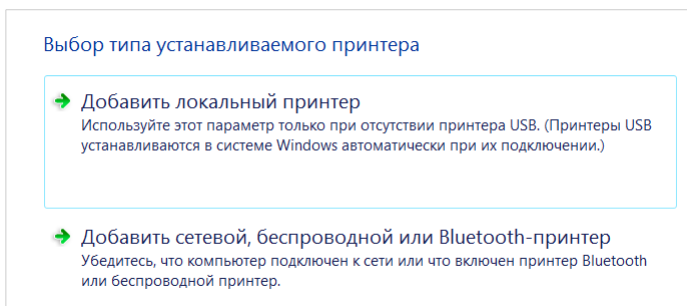 Выбор типа устанавливаемого принтера
Добавить локальный принтер
Используйте этот параметр только при отсутствии принтера USB. (Принтеры USB
устанавливаются в системе Windows автоматически при их подключении.)
Добавить сетевой, беспроводной или Bluetooth-принтер
Убедитесь, что компьютер подключен к сети или что включен принтер Bluetooth
или беспроводной принтер.